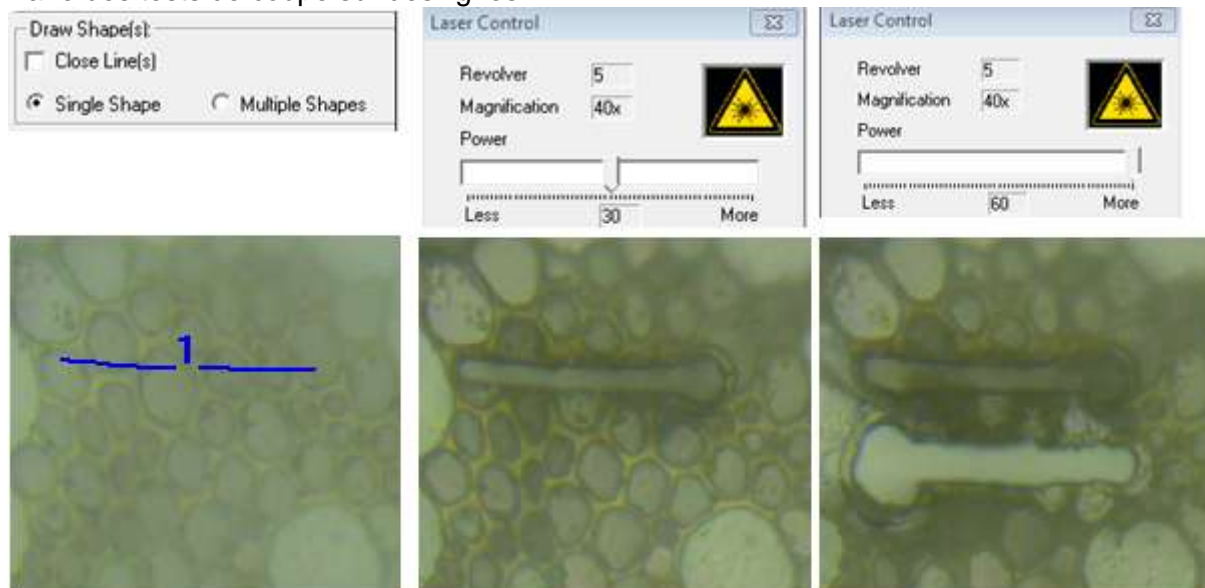 Draw Shape(s):
Close Line(s)
Single Shape
Multiple Shapes
Laser Control
Revolver 5
Magnification 40x
Power
Less 30 More
Laser Control
Revolver 5
Magnification 40x
Power
Less 60 More
1